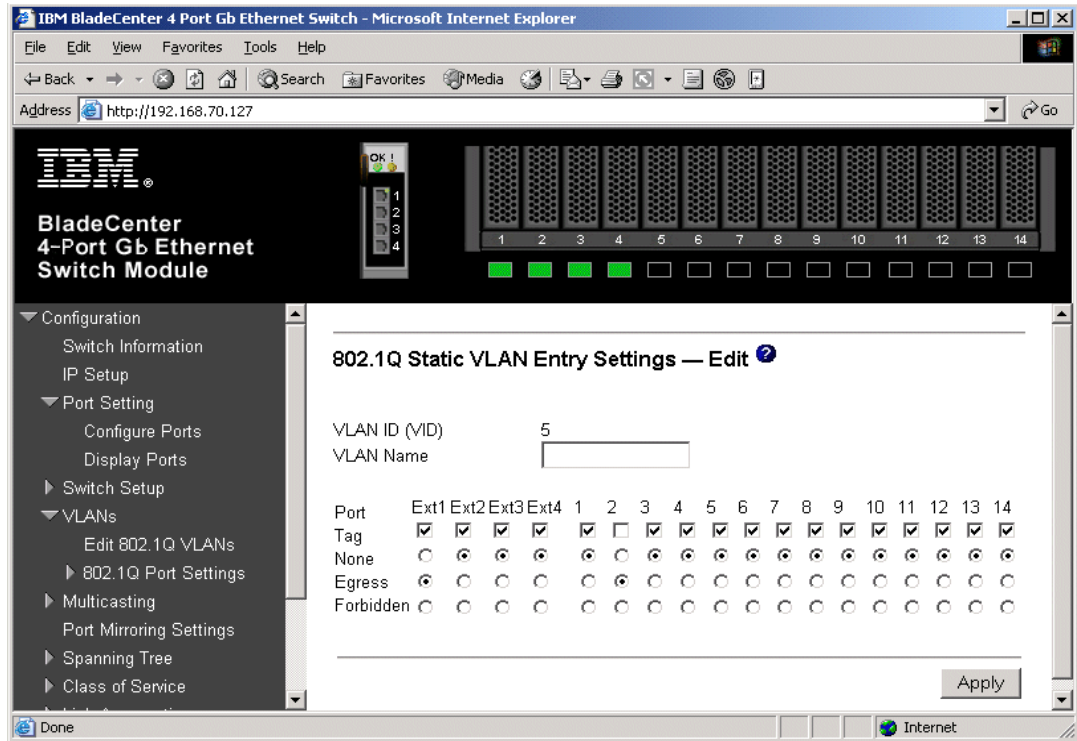 IBM BladeCenter 4 Port Gb Ethernet Switch - Microsoft Internet Explorer
File Edit View Favorites Tools Help
Back Search Favorites Media
Address http://192.168.70.127 Go
IBM®
BladeCenter
4-Port Gb Ethernet
Switch Module
OK !
1
2
3
4
1 2 3 4 5 6 7 8 9 10 11 12 13 14
Configuration
Switch Information
IP Setup
Port Setting
Configure Ports
Display Ports
Switch Setup
VLANs
Edit 802.1Q VLANs
802.1Q Port Settings
Multicasting
Port Mirroring Settings
Spanning Tree
Class of Service
802.1Q Static VLAN Entry Settings — Edit ?
VLAN ID (VID) 5
VLAN Name
Port Ext1 Ext2 Ext3 Ext4 1 2 3 4 5 6 7 8 9 10 11 12 13 14
Tag
None
Egress
Forbidden
Apply
Done Internet